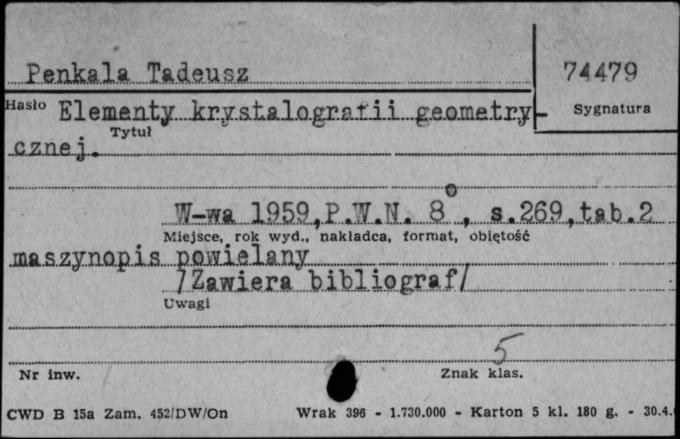 Penkala Tadeusz
74479
Hasło
Sygnatura
Elementy krystalografii geometry-
Tytuł
cznej.
W-wa 1959,P.W.N. 8°, s.269,tab.2
Miejsce, rok wyd., nakładca, format, objętość
maszynopis powielany
/Zawiera bibliograf/
Uwagi
5
Nr inw.
Znak klas.
CWD B 15a Zam. 452/DW/On Wrak 396 - 1.730.000 - Karton 5 kl. 180 g. - 30.4.